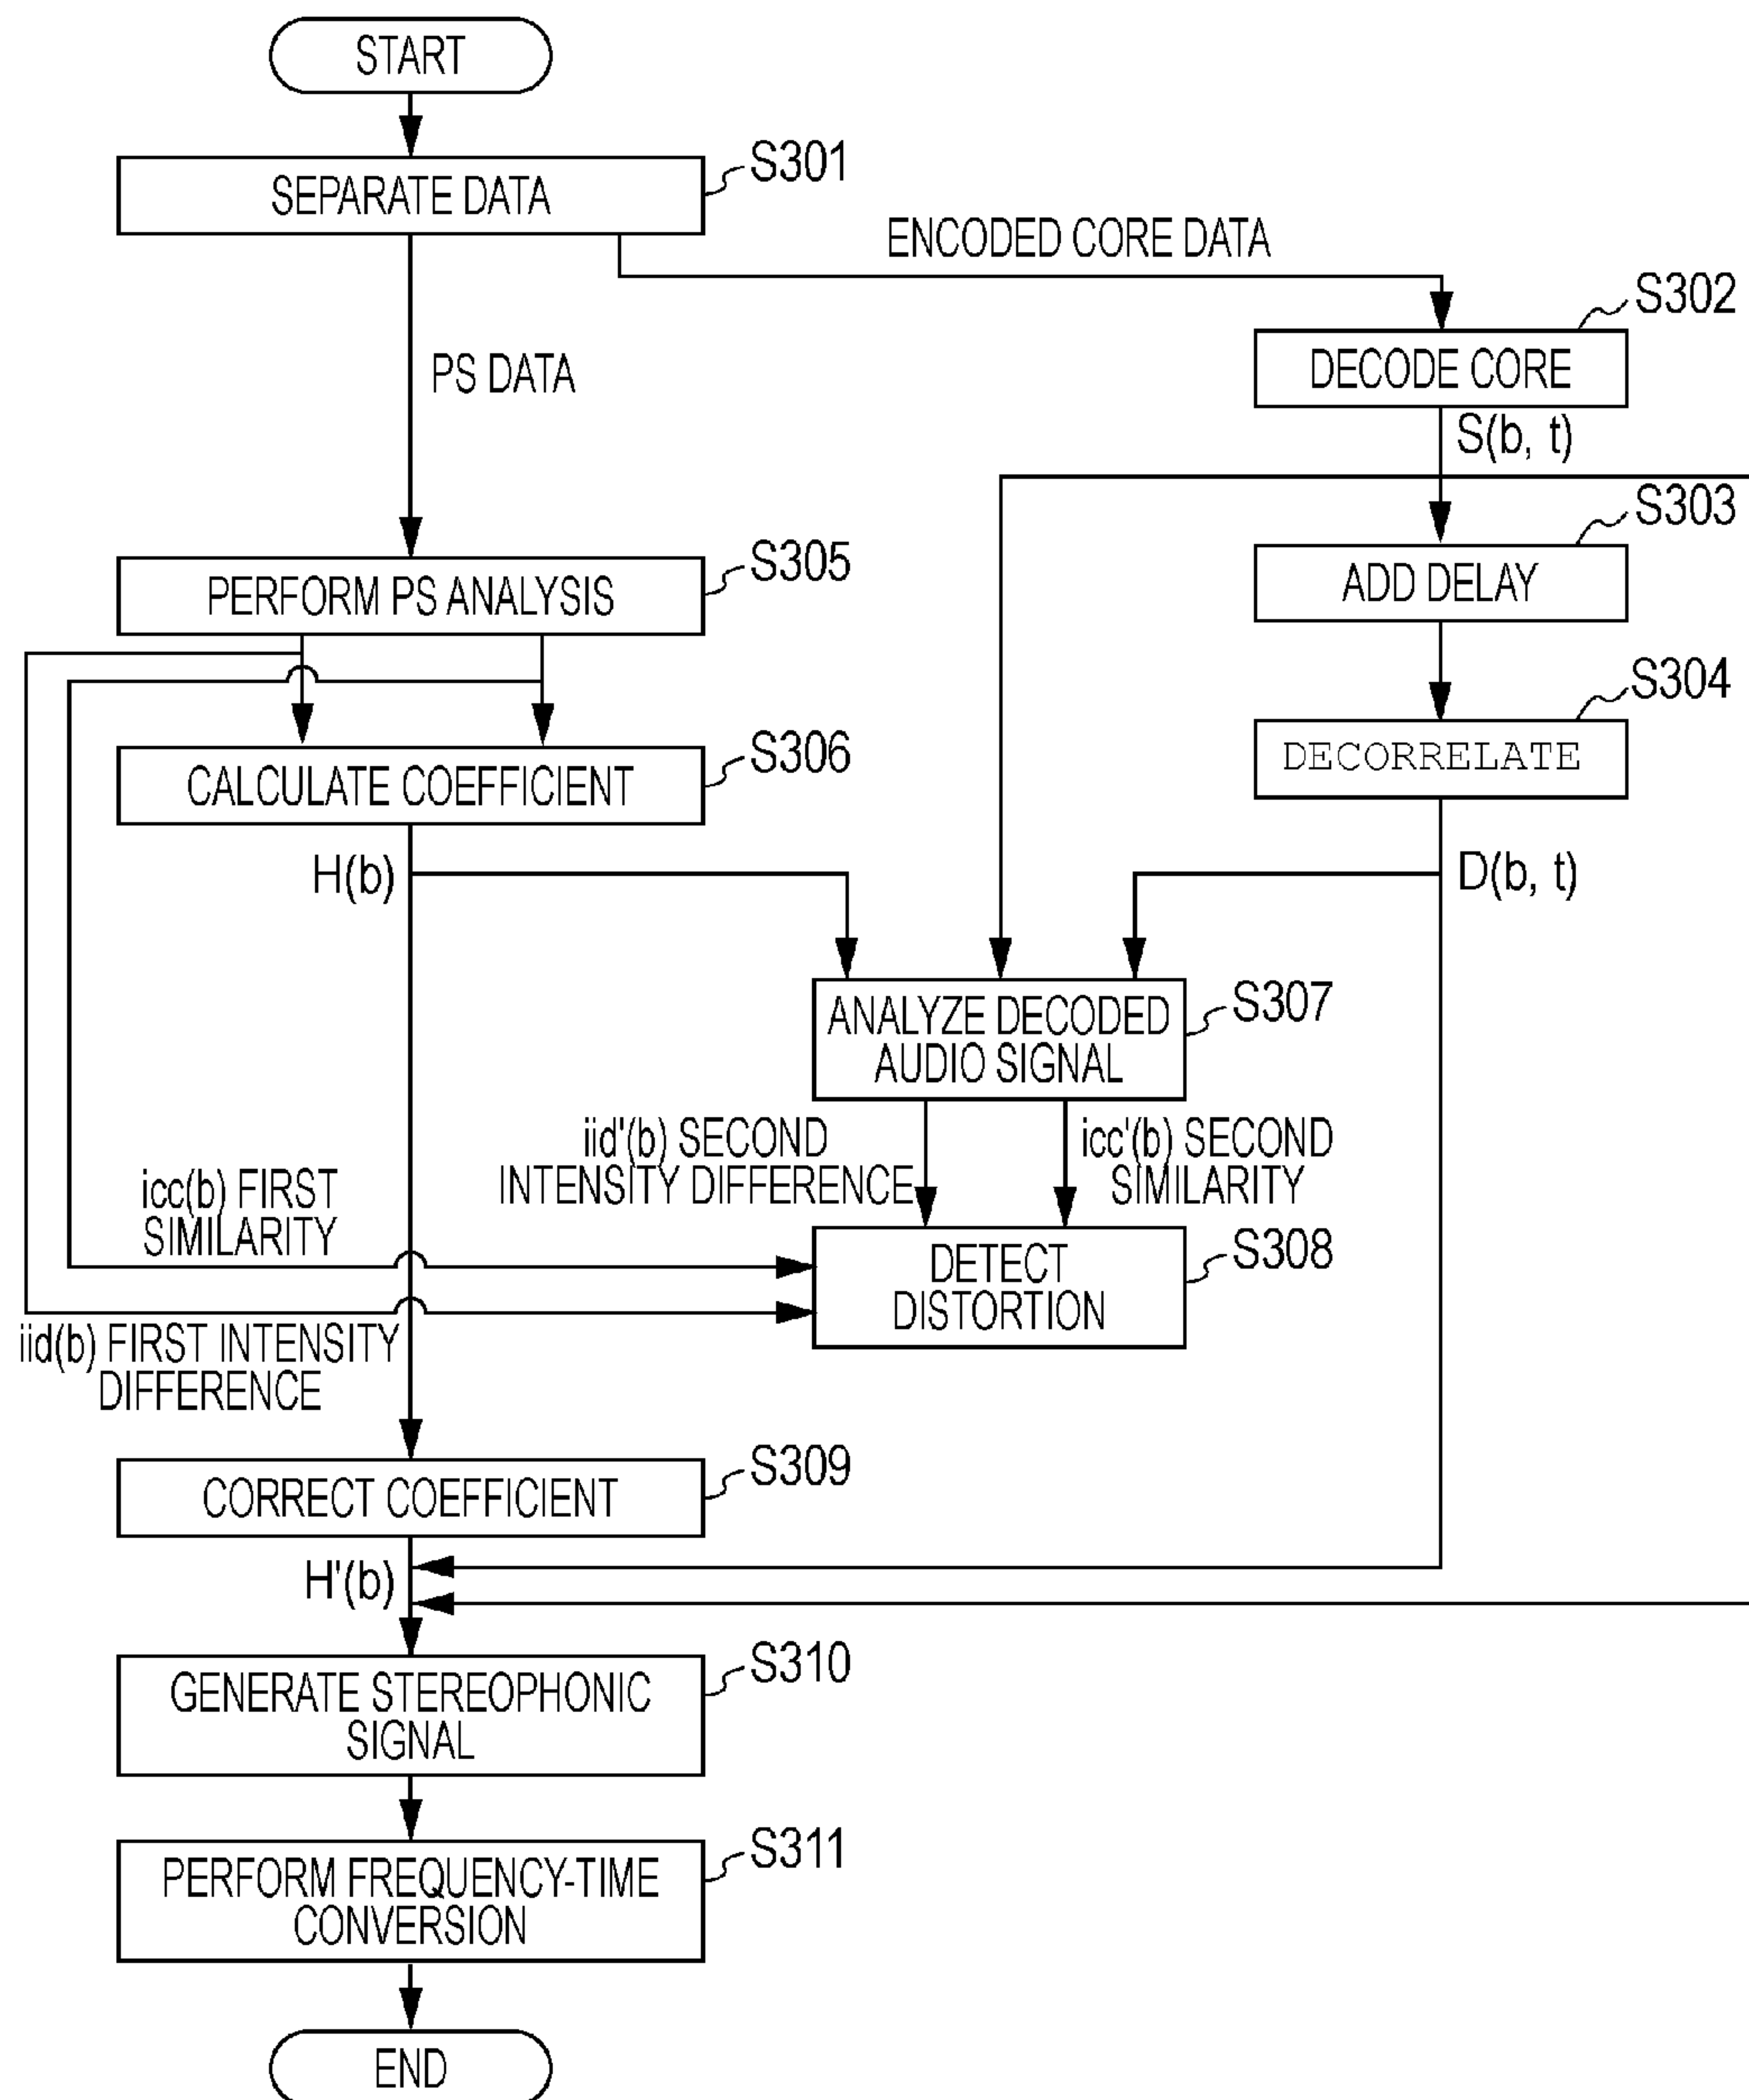 START
SEPARATE DATA
S301
ENCODED CORE DATA
S302
DECODE CORE
PS DATA
S(b, t)
S303
ADD DELAY
S305
PERFORM PS ANALYSIS
S304
DECORRELATE
S306
CALCULATE COEFFICIENT
H(b)
D(b, t)
S307
ANALYZE DECODED
AUDIO SIGNAL
iid'(b) SECOND
INTENSITY DIFFERENCE
icc'(b) SECOND
SIMILARITY
icc(b) FIRST
SIMILARITY
S308
DETECT
DISTORTION
iid(b) FIRST INTENSITY
DIFFERENCE
S309
CORRECT COEFFICIENT
H'(b)
S310
GENERATE STEREOPHONIC
SIGNAL
S311
PERFORM FREQUENCY-TIME
CONVERSION
END